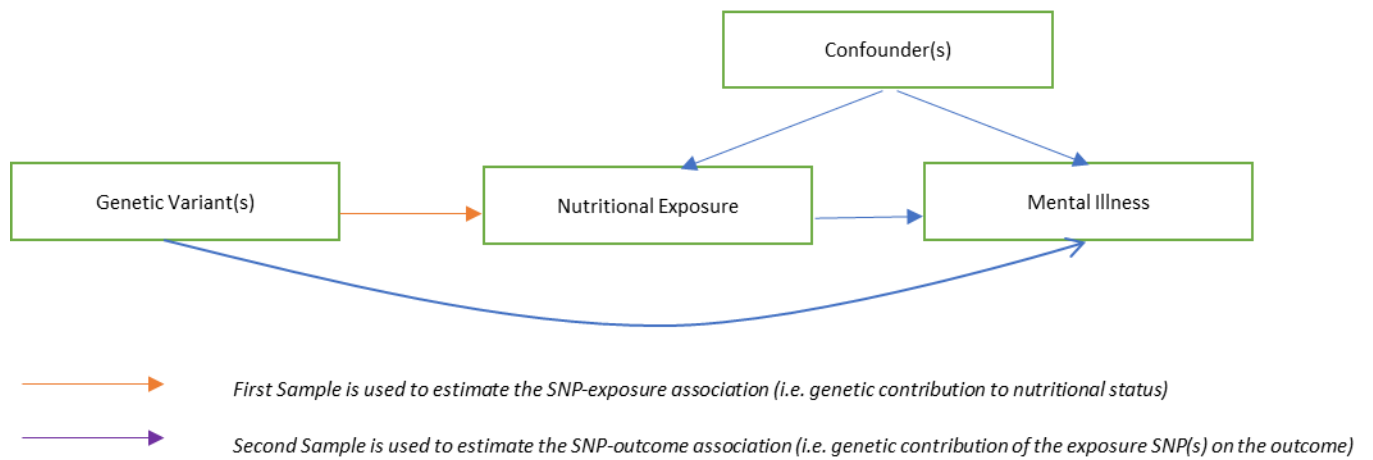 Confounder(s)
Genetic Variant(s)
Nutritional Exposure
Mental Illness
First Sample is used to estimate the SNP-exposure association (i.e. genetic contribution to nutritional status)
Second Sample is used to estimate the SNP-outcome association (i.e. genetic contribution of the exposure SNP(s) on the outcome)